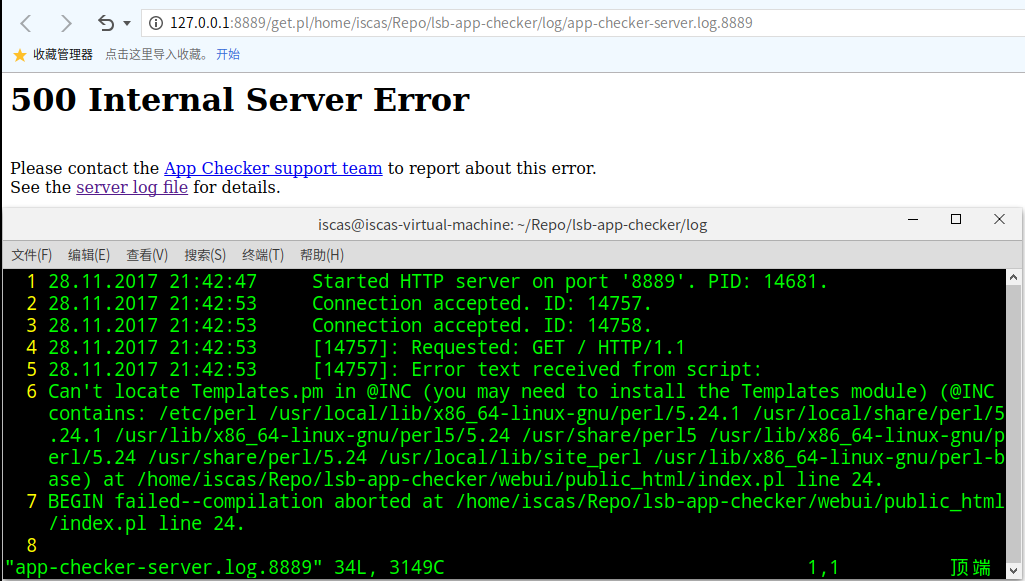 127.0.0.1:8889/get.pl/home/iscas/Repo/lsb-app-checker/log/app-checker-server.log.8889
收藏管理器 点击这里导入收藏。 开始
500 Internal Server Error
Please contact the App Checker support team to report about this error.
See the server log file for details.
iscas@iscas-virtual-machine: ~/Repo/lsb-app-checker/log
文件(F) 编辑(E) 查看(V) 搜索(S) 终端(T) 帮助(H)
1 28.11.2017 21:42:47 Started HTTP server on port '8889'. PID: 14681.
2 28.11.2017 21:42:53 Connection accepted. ID: 14757.
3 28.11.2017 21:42:53 Connection accepted. ID: 14758.
4 28.11.2017 21:42:53 [14757]: Requested: GET / HTTP/1.1
5 28.11.2017 21:42:53 [14757]: Error text received from script:
6 Can't locate Templates.pm in @INC (you may need to install the Templates module) (@INC
contains: /etc/perl /usr/local/lib/x86_64-linux-gnu/perl/5.24.1 /usr/local/share/perl/5
.24.1 /usr/lib/x86_64-linux-gnu/perl5/5.24 /usr/share/perl5 /usr/lib/x86_64-linux-gnu/p
erl/5.24 /usr/share/perl/5.24 /usr/local/lib/site_perl /usr/lib/x86_64-linux-gnu/perl-b
ase) at /home/iscas/Repo/lsb-app-checker/webui/public_html/index.pl line 24.
7 BEGIN failed--compilation aborted at /home/iscas/Repo/lsb-app-checker/webui/public_html
/index.pl line 24.
8
"app-checker-server.log.8889" 34L, 3149C 1,1 顶端